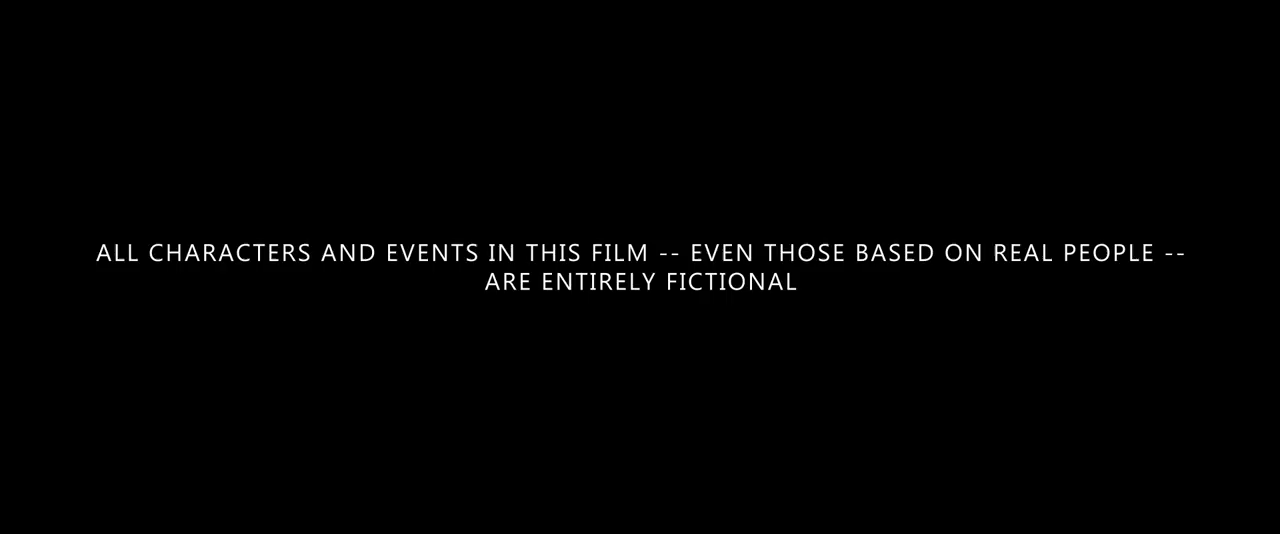 ALL CHARACTERS AND EVENTS IN THIS FILM -- EVEN THOSE BASED ON REAL PEOPLE --
ARE ENTIRELY FICTIONAL